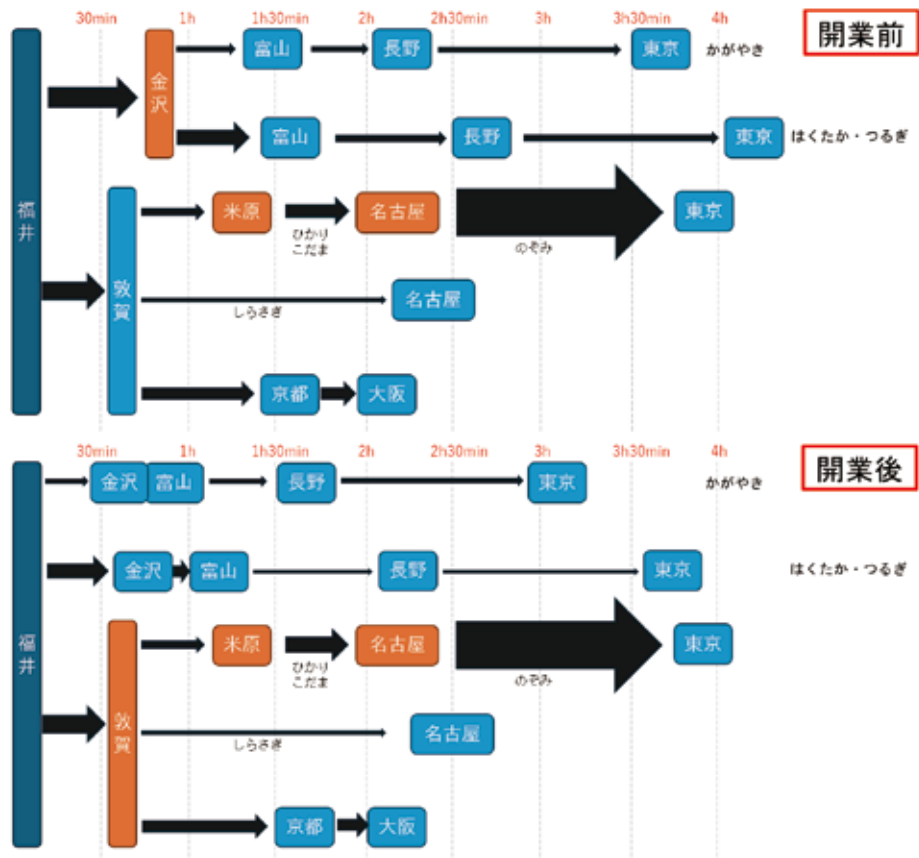 30min 1h 1h30min 2h 2h30min 3h 3h30min 4h
開業前
富山 長野 東京 かがやき
金沢
富山 長野 東京 はくたか・つるぎ
福井
米原 名古屋 東京
ひかり
こだま
のぞみ
敦賀
名古屋
しらさぎ
京都 大阪
30min 1h 1h30min 2h 2h30min 3h 3h30min 4h
開業後
金沢 富山 長野 東京 かがやき
金沢 富山 長野 東京 はくたか・つるぎ
福井
米原 名古屋 東京
ひかり
こだま
のぞみ
敦賀
名古屋
しらさぎ
京都 大阪